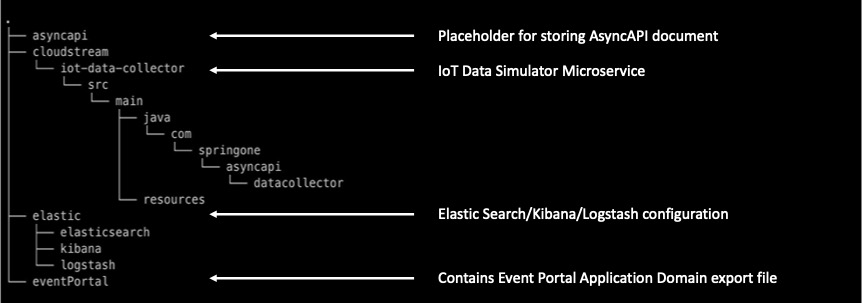 .
├── asyncapi Placeholder for storing AsyncAPI document
├── cloudstream
│   └── iot-data-collector IoT Data Simulator Microservice
│       └── src
│           └── main
│               ├── java
│               │   └── com
│               │       └── springone
│               │           └── asyncapi
│               │               └── datacollector
│               └── resources
├── elastic Elastic Search/Kibana/Logstash configuration
│   ├── elasticsearch
│   ├── kibana
│   └── logstash
└── eventPortal Contains Event Portal Application Domain export file